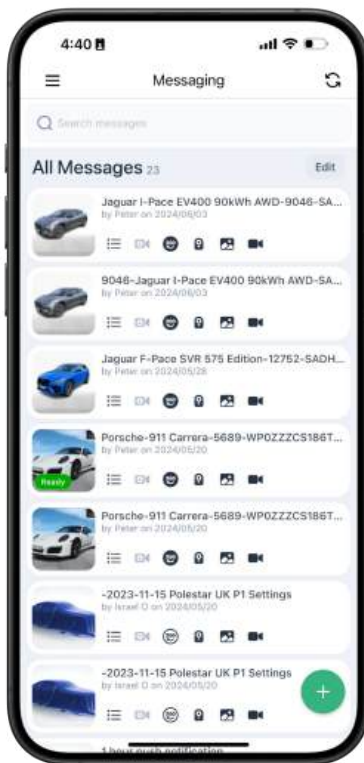 4:40
Messaging
Search messages
All Messages 23
Edit
Jaguar I-Pace EV400 90kWh AWD-9046-SA...
by Peter on 2024/06/03
9046-Jaguar I-Pace EV400 90kWh AWD-SA...
by Peter on 2024/06/03
Jaguar F-Pace SVR 575 Edition-12752-SADH...
by Peter on 2024/05/28
Porsche-911 Carrera-5689-WP0ZZZCS186T...
by Peter on 2024/05/20
Ready
Porsche-911 Carrera-5689-WP0ZZZCS186T...
by Peter on 2024/05/20
-2023-11-15 Polestar UK P1 Settings
by Israel O on 2024/05/20
-2023-11-15 Polestar UK P1 Settings
by Israel O on 2024/05/20
1 hour push notification